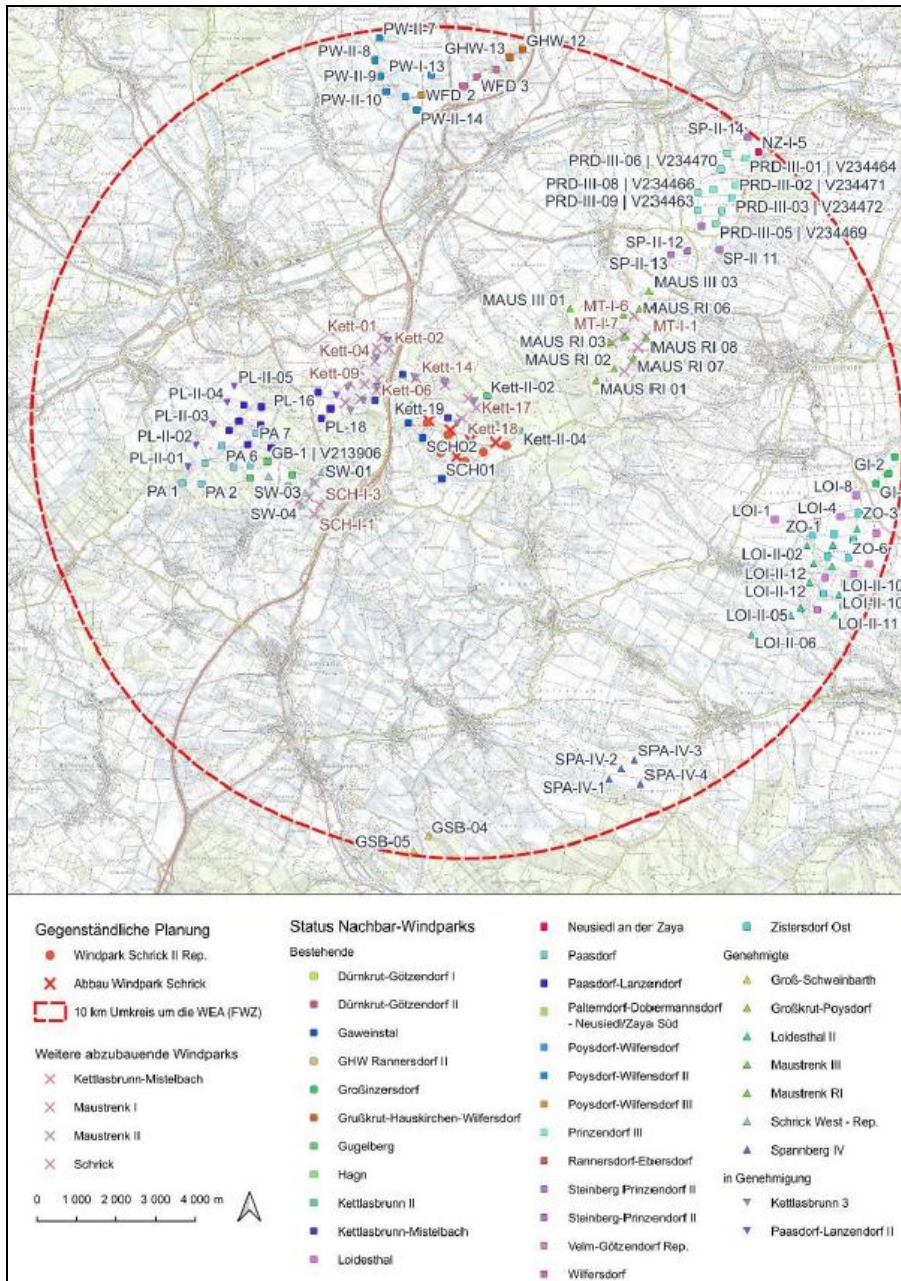 PW-II-7
PW-II-8
GHW-13
GHW-12
PW-I-13
PW-II-9
WFD 3
PW-II-10
WFD 2
PW-II-14
SP-II-14
NZ-I-5
PRD-III-06 | V234470
PRD-III-01 | V234464
PRD-III-08 | V234466
PRD-III-02 | V234471
PRD-III-09 | V234463
PRD-III-03 | V234472
PRD-III-05 | V234469
SP-II-12
SP-II-13
SP-II 11
MAUS III 03
MAUS III 01
MT-I-6
MAUS RI 06
MT-I-7
MT-I-1
MAUS RI 03
MAUS RI 08
MAUS RI 02
MAUS RI 07
MAUS RI 01
Kett-01
Kett-02
Kett-04
Kett-14
Kett-09
Kett-06
Kett-II-02
PL-II-05
PL-II-04
PL-16
PL-II-03
PL-18
Kett-19
Kett-17
Kett-18
Kett-II-04
PL-II-02
PA 7
SCH02
GB-1 | V213906
PL-II-01
PA 6
SW-01
SCH01
PA 1
PA 2
SW-03
SCH-I-3
SW-04
SCH-I-1
GI-2
GI-
LOI-8
LOI-1
LOI-4
ZO-3
ZO-1
LOI-II-02
ZO-6
LOI-II-12
LOI-II-10
LOI-II-12
LOI-II-10
LOI-II-05
LOI-II-11
LOI-II-06
SPA-IV-3
SPA-IV-2
SPA-IV-1
SPA-IV-4
GSB-04
GSB-05
Gegenständliche Planung
Windpark Schrick II Rep.
Abbau Windpark Schrick
10 km Umkreis um die WEA (FWZ)
Weitere abzubauende Windparks
Kettlasbrunn-Mistelbach
Maustrenk I
Maustrenk II
Schrick
0 1 000 2 000 3 000 4 000 m
Status Nachbar-Windparks
Bestehende
Dürnkrut-Götzendorf I
Dürnkrut-Götzendorf II
Gaweinstal
GHW Rannersdorf II
Großinzersdorf
Grußkrut-Hauskirchen-Wilfersdorf
Gugelberg
Hagn
Kettlasbrunn II
Kettlasbrunn-Mistelbach
Loidesthal
Neusiedl an der Zaya
Paasdorf
Paasdorf-Lanzendorf
Palterndorf-Dobermannsdorf
- Neusiedl/Zaya Süd
Poysdorf-Wilfersdorf
Poysdorf-Wilfersdorf II
Poysdorf-Wilfersdorf III
Prinzendorf III
Rannersdorf-Ebersdorf
Steinberg Prinzendorf II
Steinberg-Prinzendorf II
Velm-Götzendorf Rep.
Wilfersdorf
Zistersdorf Ost
Genehmigte
Groß-Schweinbarth
Großkrut-Poysdorf
Loidesthal II
Maustrenk III
Maustrenk RI
Schrick West - Rep.
Spannberg IV
in Genehmigung
Kettlasbrunn 3
Paasdorf-Lanzendorf II